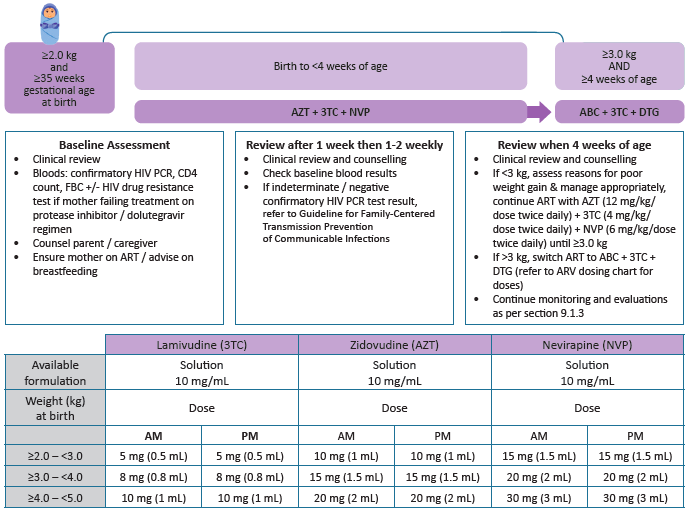 ≥2.0 kg
and
≥35 weeks
gestational age
at birth
Birth to <4 weeks of age
≥3.0 kg
AND
≥4 weeks of age
AZT + 3TC + NVP
ABC + 3TC + DTG
Baseline Assessment
• Clinical review
• Bloods: confirmatory HIV PCR, CD4
count, FBC +/- HIV drug resistance
test if mother failing treatment on
protease inhibitor / dolutegravir
regimen
• Counsel parent / caregiver
• Ensure mother on ART / advise on
breastfeeding
Review after 1 week then 1-2 weekly
• Clinical review and counselling
• Check baseline blood results
• If indeterminate / negative
confirmatory HIV PCR test result,
refer to Guideline for Family-Centered
Transmission Prevention
of Communicable Infections
Review when 4 weeks of age
• Clinical review and counselling
• If <3 kg, assess reasons for poor
weight gain & manage appropriately,
continue ART with AZT (12 mg/kg/
dose twice daily) + 3TC (4 mg/kg/
dose twice daily) + NVP (6 mg/kg/dose
twice daily) until ≥3.0 kg
• If >3 kg, switch ART to ABC + 3TC +
DTG (refer to ARV dosing chart for
doses)
• Continue monitoring and evaluations
as per section 9.1.3
Lamivudine (3TC) Zidovudine (AZT) Nevirapine (NVP)
Available
formulation
Solution
10 mg/mL
Solution
10 mg/mL
Solution
10 mg/mL
Weight (kg)
at birth
Dose Dose Dose
AM PM AM PM AM PM
≥2.0 – <3.0 5 mg (0.5 mL) 5 mg (0.5 mL) 10 mg (1 mL) 10 mg (1 mL) 15 mg (1.5 mL) 15 mg (1.5 mL)
≥3.0 – <4.0 8 mg (0.8 mL) 8 mg (0.8 mL) 15 mg (1.5 mL) 15 mg (1.5 mL) 20 mg (2 mL) 20 mg (2 mL)
≥4.0 – <5.0 10 mg (1 mL) 10 mg (1 mL) 20 mg (2 mL) 20 mg (2 mL) 30 mg (3 mL) 30 mg (3 mL)